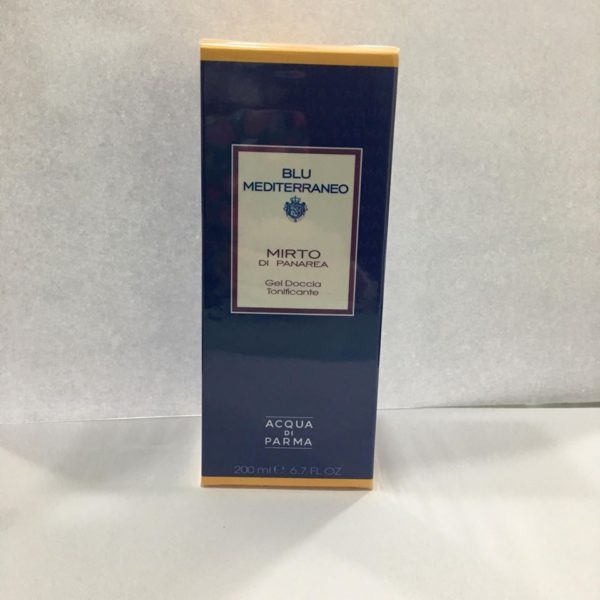 BLU
MEDITERRANEO
MIRTO
DI PANAREA
Gel Doccia
Tonificante
ACQUA
DI
PARMA
200 ml ℮ 6.7 FL OZ